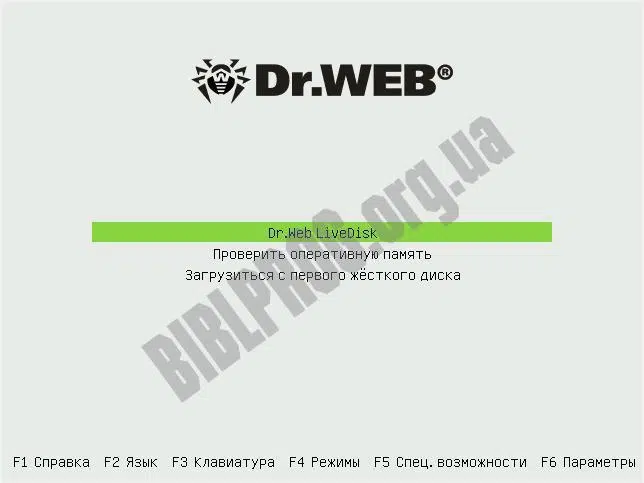 Dr.WEB®
BIBLPROG.org.ua
Dr.Web LiveDisk
Проверить оперативную память
Загрузиться с первого жёсткого диска
F1 Справка F2 Язык F3 Клавиатура F4 Режимы F5 Спец. возможности F6 Параметры